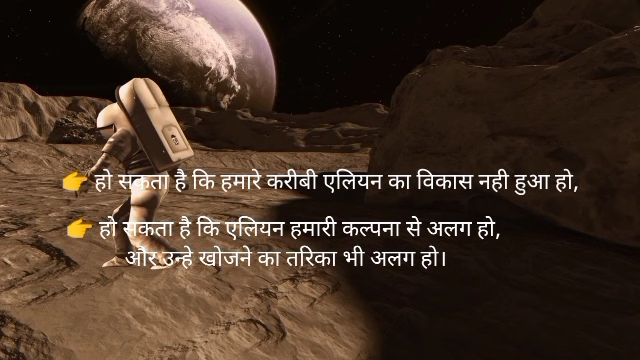 👉 हो सकता है कि हमारे करीबी एलियन का विकास नही हुआ हो,
👉 हो सकता है कि एलियन हमारी कल्पना से अलग हो,
और उन्हे खोजने का तरिका भी अलग हो।